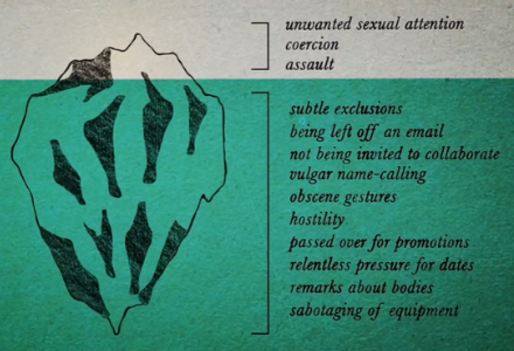 unwanted sexual attention
coercion
assault
subtle exclusions
being left off an email
not being invited to collaborate
vulgar name-calling
obscene gestures
hostility
passed over for promotions
relentless pressure for dates
remarks about bodies
sabotaging of equipment